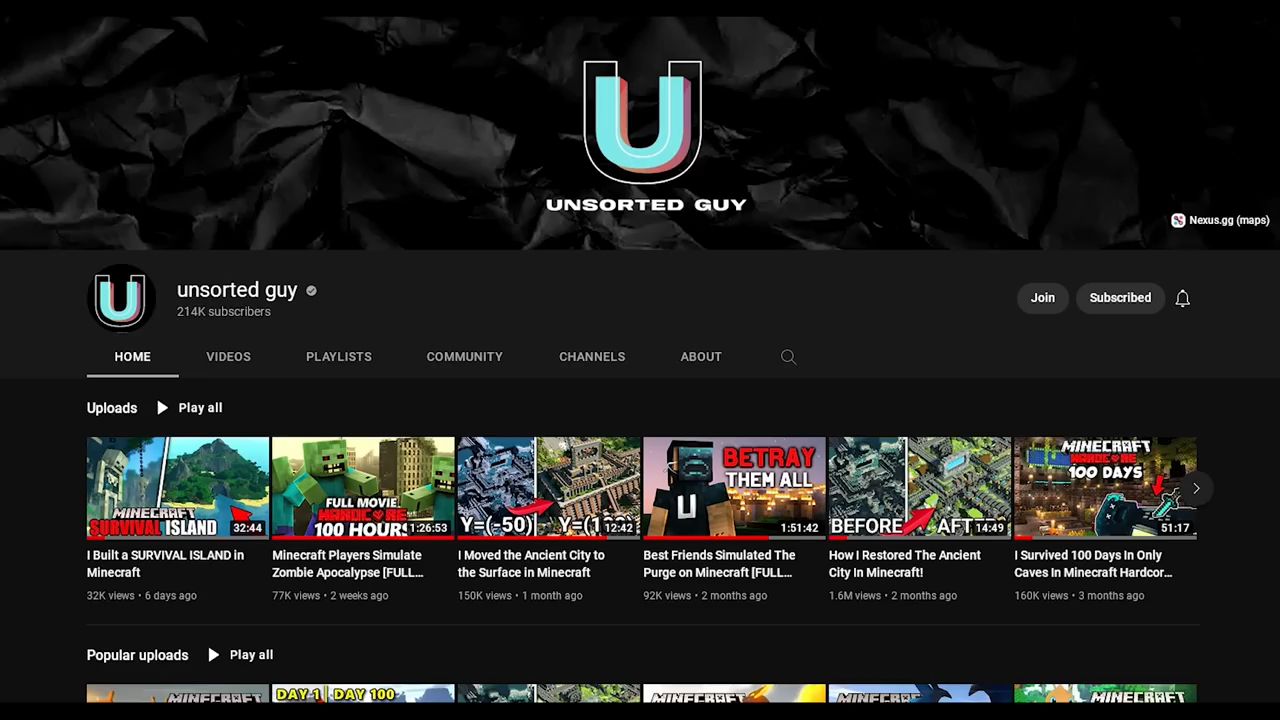 U
UNSORTED GUY
Nexus.gg (maps)
U
unsorted guy
214K subscribers
Join
Subscribed
HOME
VIDEOS
PLAYLISTS
COMMUNITY
CHANNELS
ABOUT
Uploads
Play all
MINECRAFT
SURVIVAL ISLAND
32:44
FULL MOVIE
HARDCORE
100 HOURS
1:26:53
Y=(-50)
12:42
BETRAY
THEM ALL
U
1:51:42
BEFORE
14:49
MINECRAFT
HARDCORE
100 DAYS
51:17
I Built a SURVIVAL ISLAND in
Minecraft
32K views • 6 days ago
Minecraft Players Simulate
Zombie Apocalypse [FULL...
77K views • 2 weeks ago
I Moved the Ancient City to
the Surface in Minecraft
150K views • 1 month ago
Best Friends Simulated The
Purge on Minecraft [FULL...
92K views • 2 months ago
How I Restored The Ancient
City In Minecraft!
1.6M views • 2 months ago
I Survived 100 Days In Only
Caves In Minecraft Hardcor...
160K views • 3 months ago
Popular uploads
Play all
MINECRAFT
DAY 1 DAY 100
MINECRAFT
MINECRAFT
MINECRAFT